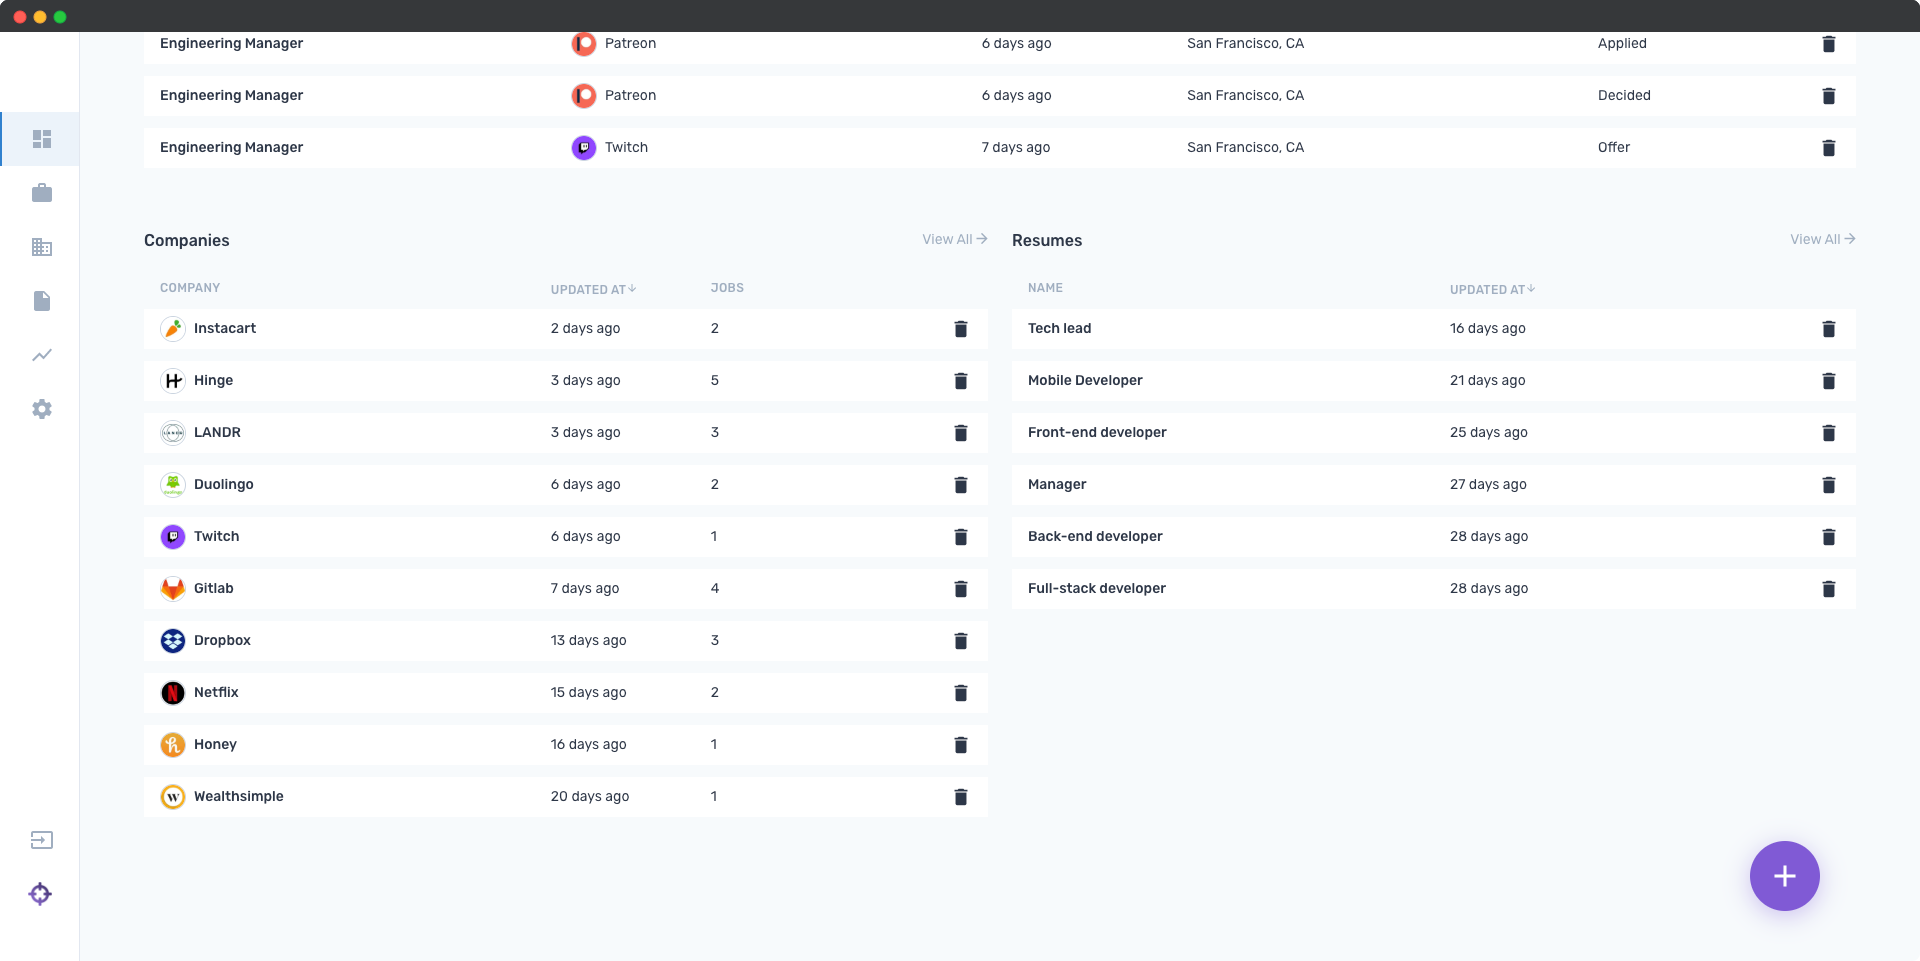 Engineering Manager Patreon 6 days ago San Francisco, CA Applied
Engineering Manager Patreon 6 days ago San Francisco, CA Decided
Engineering Manager Twitch 7 days ago San Francisco, CA Offer
Companies View All
COMPANY UPDATED AT JOBS
Instacart 2 days ago 2
Hinge 3 days ago 5
LANDR 3 days ago 3
Duolingo 6 days ago 2
Twitch 6 days ago 1
Gitlab 7 days ago 4
Dropbox 13 days ago 3
Netflix 15 days ago 2
Honey 16 days ago 1
Wealthsimple 20 days ago 1
Resumes View All
NAME UPDATED AT
Tech lead 16 days ago
Mobile Developer 21 days ago
Front-end developer 25 days ago
Manager 27 days ago
Back-end developer 28 days ago
Full-stack developer 28 days ago